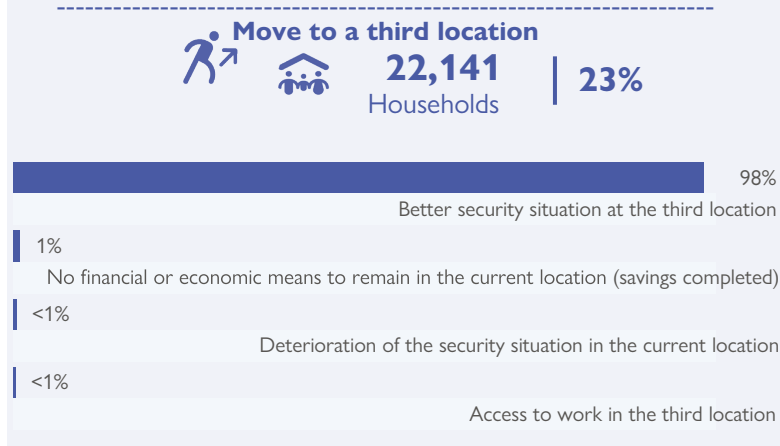 Move to a third location
22,141
23%
Households
98%
Better security situation at the third location
1%
No financial or economic means to remain in the current location (savings completed)
<1%
Deterioration of the security situation in the current location
<1%
Access to work in the third location